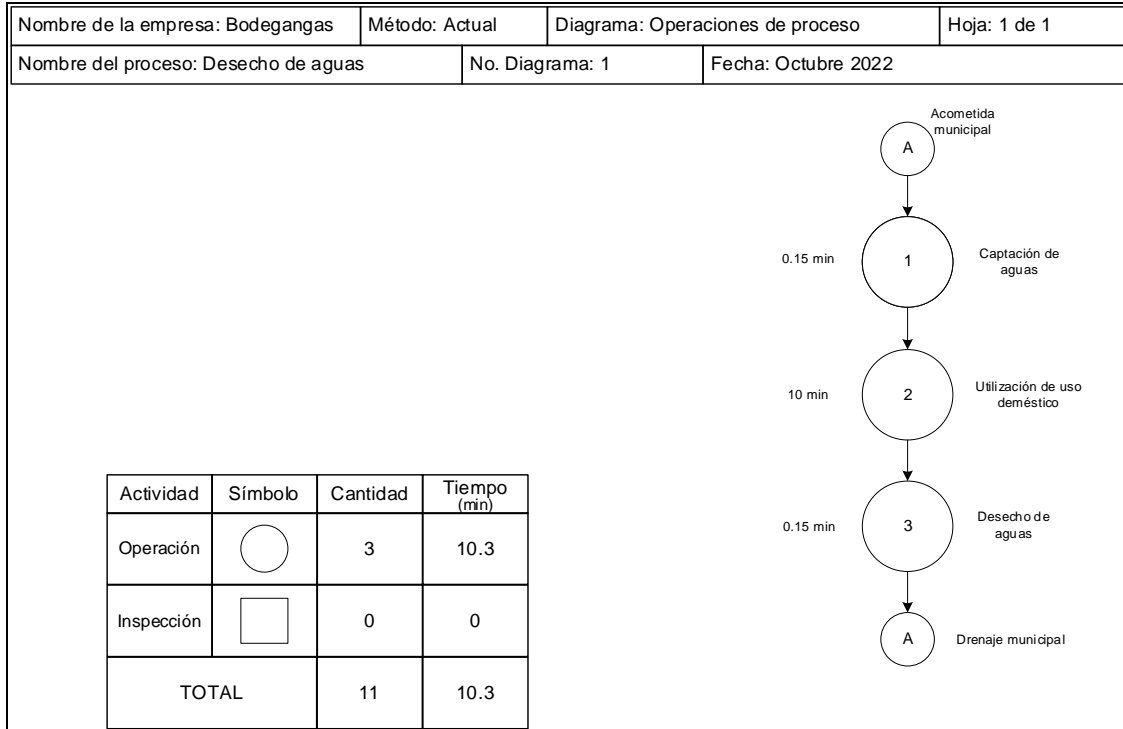 Nombre de la empresa: Bodegangas
Método: Actual
Diagrama: Operaciones de proceso
Hoja: 1 de 1
Nombre del proceso: Desecho de aguas
No. Diagrama: 1
Fecha: Octubre 2022
Acometida
municipal
A
0.15 min
1
Captación de
aguas
10 min
2
Utilización de uso
deméstico
0.15 min
3
Desecho de
aguas
A
Drenaje municipal
Actividad
Símbolo
Cantidad
Tiempo
(min)
Operación
3
10.3
Inspección
0
0
TOTAL
11
10.3